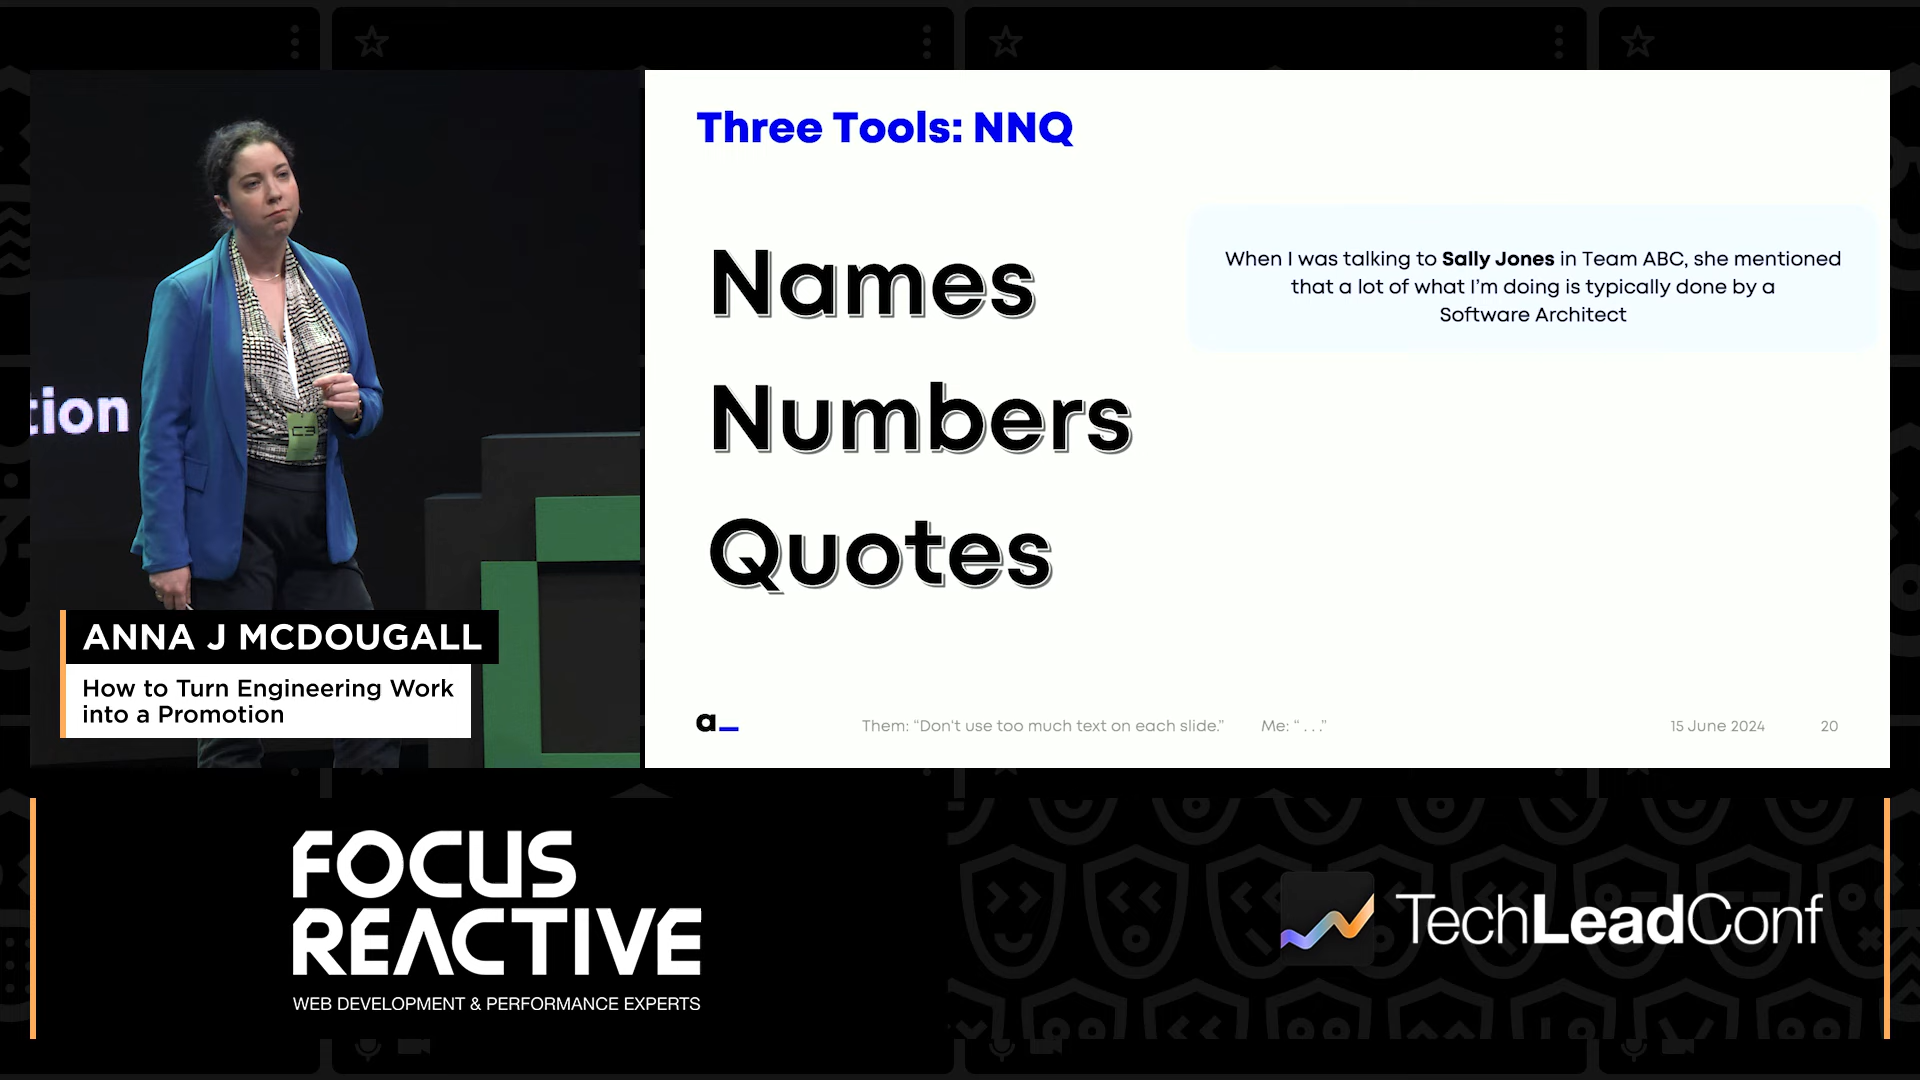 Three Tools: NNQ
Names
When I was talking to Sally Jones in Team ABC, she mentioned
that a lot of what I’m doing is typically done by a
Software Architect
Numbers
Quotes
a_
Them: “Don’t use too much text on each slide.” Me: “ . . .”
15 June 2024
20
tion
C3
ANNA J MCDOUGALL
How to Turn Engineering Work
into a Promotion
FOCUS
REACTIVE
WEB DEVELOPMENT & PERFORMANCE EXPERTS
TechLeadConf